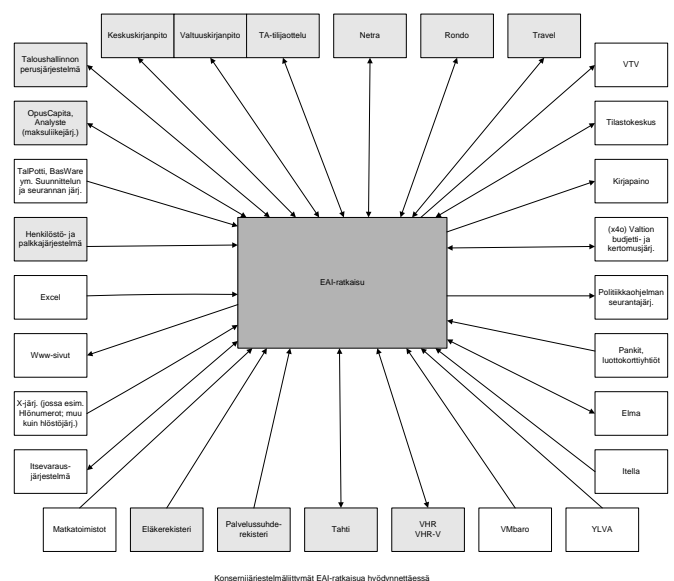 Keskuskirjanpito
Valtuuskirjanpito
TA-tilijaottelu
Netra
Rondo
Travel
Taloushallinnon
perusjärjestelmä
VTV
OpusCapita,
Analyste
(maksuliikejärj.)
Tilastokeskus
TalPotti, BasWare
ym. Suunnittelun
ja seurannan järj.
Kirjapaino
Henkilöstö- ja
palkkajärjestelmä
(x4o) Valtion
budjetti- ja
kertomusjärj.
EAI-ratkaisu
Excel
Politiikkaohjelman
seurantajärj.
Www-sivut
Pankit,
luottokorttiyhtiöt
X-järj. (jossa esim.
Hlönumerot; muu
kuin hlöstöjärj.)
Elma
Itsevaraus-
järjestelmä
Itella
Matkatoimistot
Eläkerekisteri
Palvelussuhde-
rekisteri
Tahti
VHR
VHR-V
VMbaro
YLVA
Konsernijärjestelmäliittymät EAI-ratkaisua hyödynnettäessä